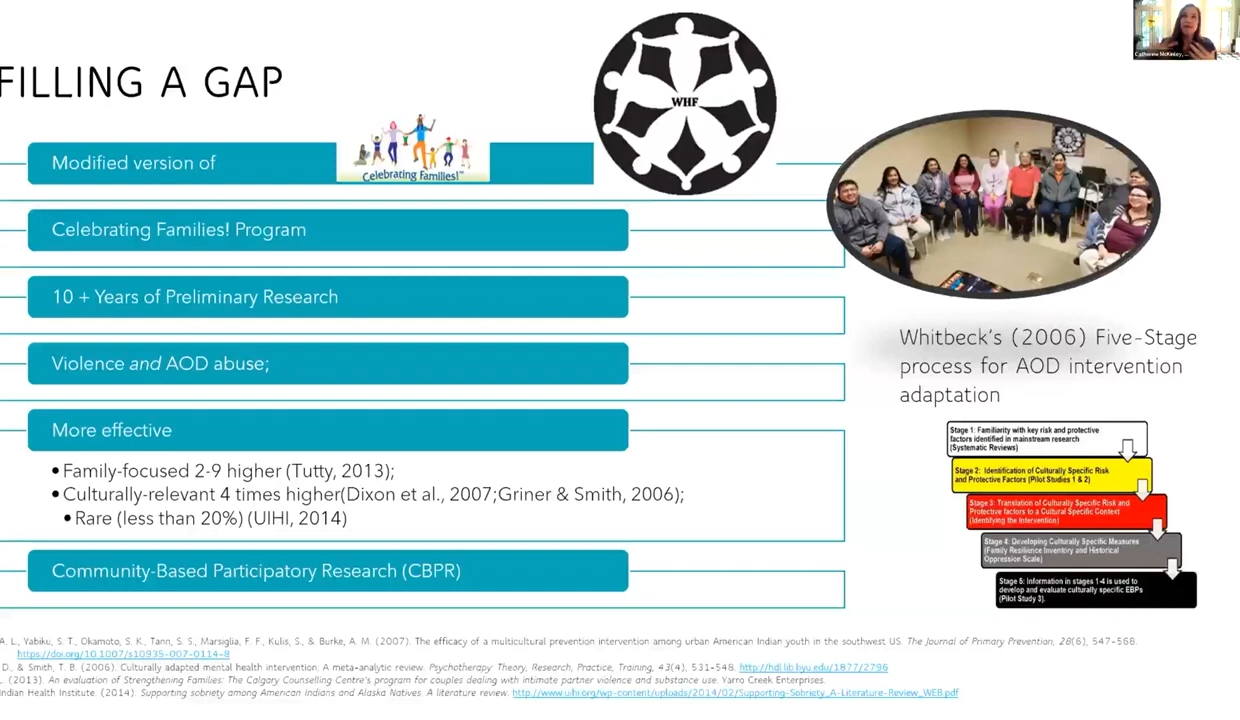 Catherine McKinley, ...
FILLING A GAP
WHF
Modified version of
Celebrating Families!™
Celebrating Families! Program
10 + Years of Preliminary Research
Violence and AOD abuse;
More effective
• Family-focused 2-9 higher (Tutty, 2013);
• Culturally-relevant 4 times higher(Dixon et al., 2007;Griner & Smith, 2006);
• Rare (less than 20%) (UIHI, 2014)
Community-Based Participatory Research (CBPR)
Whitbeck's (2006) Five-Stage
process for AOD intervention
adaptation
Stage 1: Familiarity with key risk and protective
factors identified in mainstream research
(Systematic Reviews)
Stage 2: Identification of Culturally Specific Risk
and Protective Factors (Pilot Studies 1 & 2)
Stage 3: Translation of Culturally Specific Risk and
Protective factors to a Cultural Specific Context
(Identifying the Intervention)
Stage 4: Developing Culturally Specific Measures
(Family Resilience Inventory and Historical
Oppression Scale)
Stage 5: Information in stages 1-4 is used to
develop and evaluate culturally specific EBPs
(Pilot Study 3).
A. L., Yabiku, S. T., Okamoto, S. K., Tann, S. S., Marsiglia, F. F., Kulis, S., & Burke, A. M. (2007). The efficacy of a multicultural prevention intervention among urban American Indian youth in the southwest US. The Journal of Primary Prevention, 28(6), 547-568.
https://doi.org/10.1007/s10935-007-0114-8
D., & Smith, T. B. (2006). Culturally adapted mental health intervention: A meta-analytic review. Psychotherapy: Theory, Research, Practice, Training, 43(4), 531-548. http://hdl.lib.byu.edu/1877/2796
L. (2013). An evaluation of Strengthening Families: The Calgary Counselling Centre's program for couples dealing with intimate partner violence and substance use. Yarro Creek Enterprises.
Indian Health Institute. (2014). Supporting sobriety among American Indians and Alaska Natives: A literature review. http://www.uihi.org/wp-content/uploads/2014/02/Supporting-Sobriety_A-Literature-Review_WEB.pdf